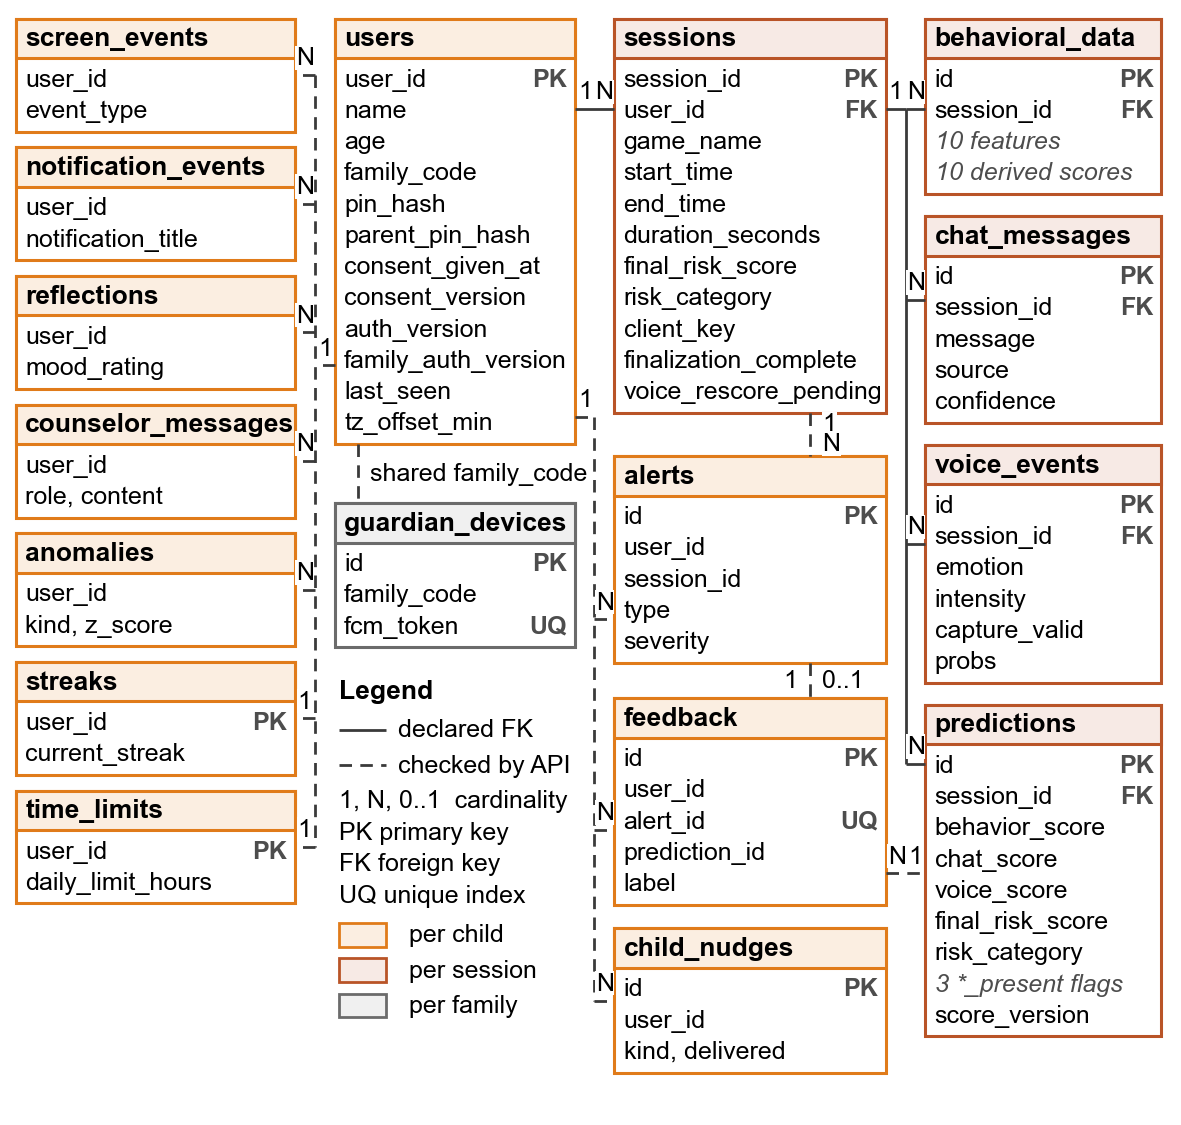 screen_events
N
user_id
event_type
notification_events
N
user_id
notification_title
reflections
N
user_id
mood_rating
counselor_messages
N
user_id
role, content
anomalies
N
user_id
kind, z_score
streaks
1
user_id PK
current_streak
time_limits
1
user_id PK
daily_limit_hours
users
user_id PK
name
age
family_code
pin_hash
parent_pin_hash
consent_given_at
consent_version
auth_version
1
family_auth_version
last_seen
1
tz_offset_min
shared family_code
guardian_devices
id PK
family_code
fcm_token UQ
Legend
declared FK
checked by API
1, N, 0..1 cardinality
PK primary key
FK foreign key
UQ unique index
per child
per session
per family
1 N
sessions
session_id PK
user_id FK
game_name
start_time
end_time
duration_seconds
final_risk_score
risk_category
client_key
finalization_complete
voice_rescore_pending
1
N
alerts
id PK
user_id
session_id
N
type
severity
1 0..1
feedback
id PK
user_id
N
alert_id UQ
prediction_id
label
N 1
child_nudges
N
id PK
user_id
kind, delivered
1 N
behavioral_data
id PK
session_id FK
10 features
10 derived scores
chat_messages
N
id PK
session_id FK
message
source
confidence
voice_events
id PK
N
session_id FK
emotion
intensity
capture_valid
probs
predictions
N
id PK
session_id FK
behavior_score
chat_score
voice_score
final_risk_score
risk_category
3 *_present flags
score_version